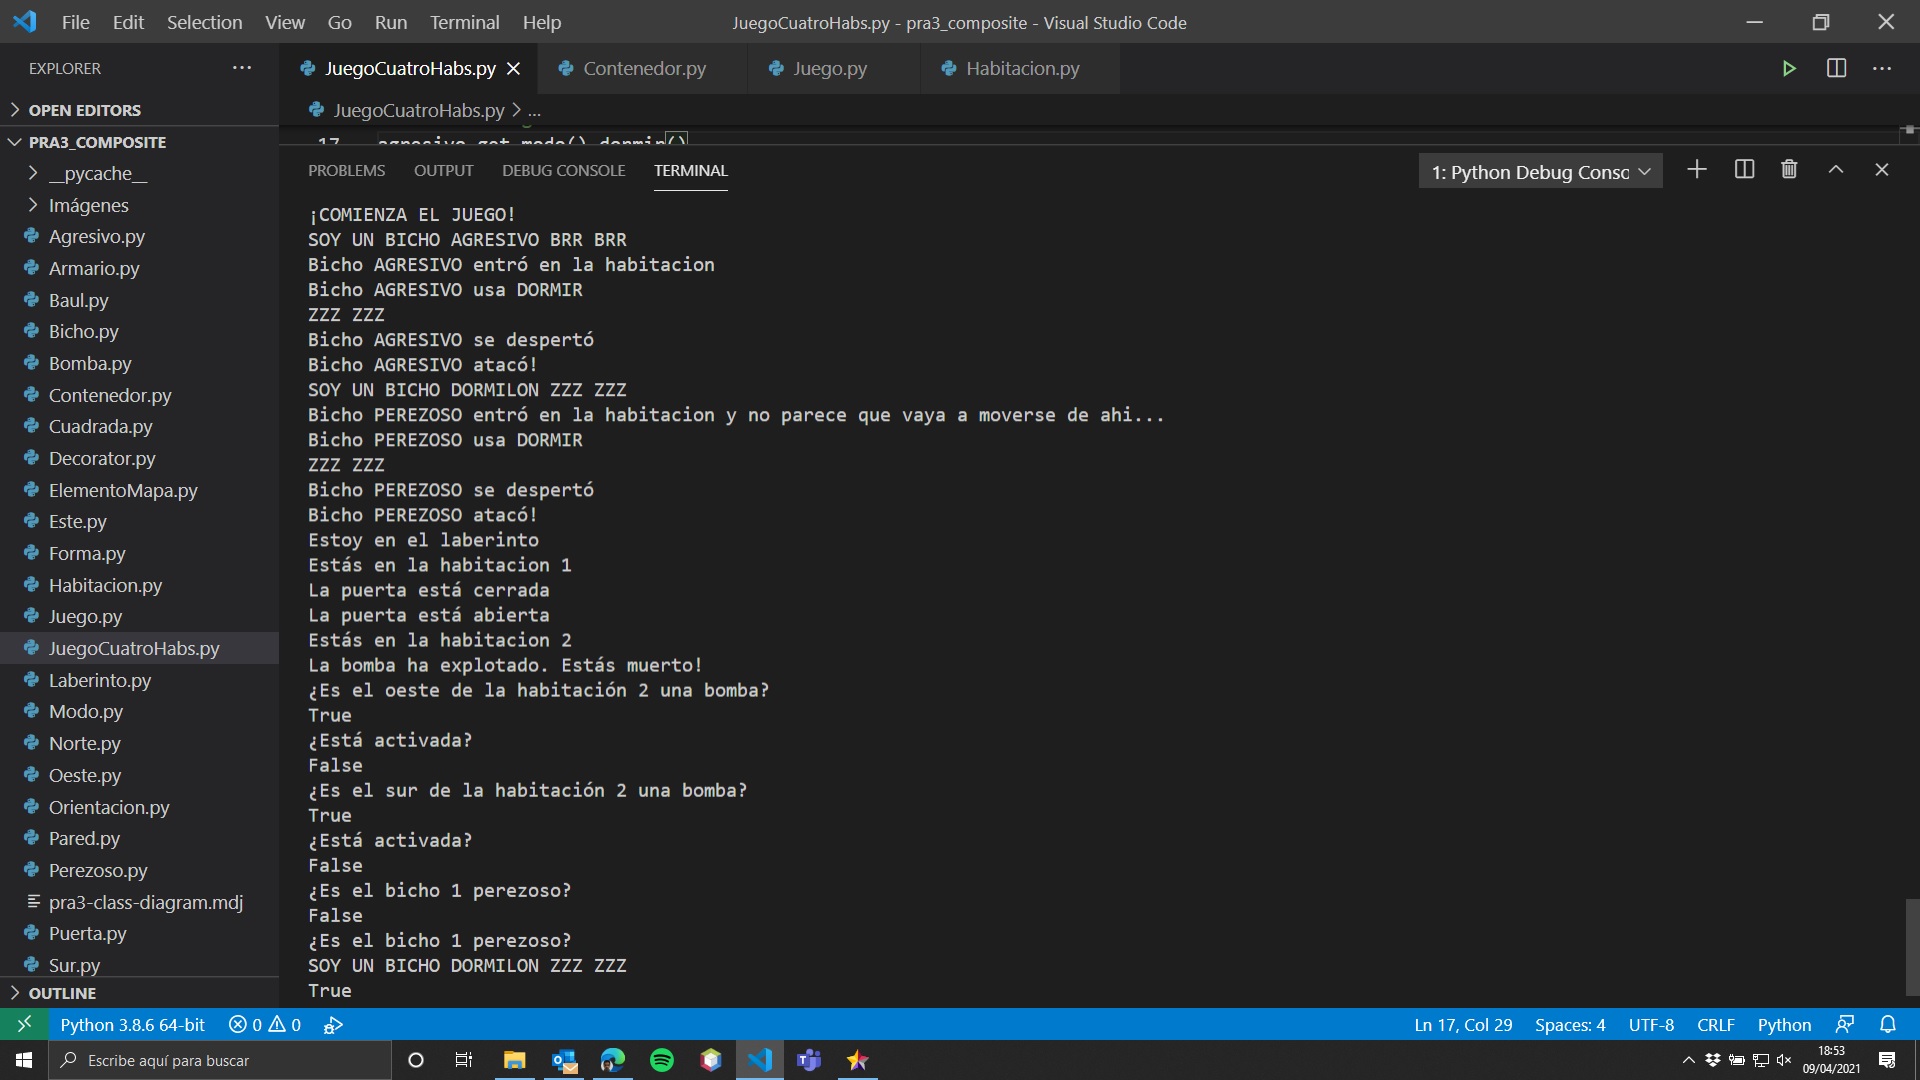 File Edit Selection View Go Run Terminal Help
JuegoCuatroHabs.py - pra3_composite - Visual Studio Code
EXPLORER
JuegoCuatroHabs.py Contenedor.py Juego.py Habitacion.py
OPEN EDITORS
JuegoCuatroHabs.py > ...
PRA3_COMPOSITE
17 agresivo.get_modo().dormir()
__pycache__
Imágenes
Agresivo.py
Armario.py
Baul.py
Bicho.py
Bomba.py
Contenedor.py
Cuadrada.py
Decorator.py
ElementoMapa.py
Este.py
Forma.py
Habitacion.py
Juego.py
JuegoCuatroHabs.py
Laberinto.py
Modo.py
Norte.py
Oeste.py
Orientacion.py
Pared.py
Perezoso.py
pra3-class-diagram.mdj
Puerta.py
Sur.py
OUTLINE
PROBLEMS OUTPUT DEBUG CONSOLE TERMINAL
1: Python Debug Consc
¡COMIENZA EL JUEGO!
SOY UN BICHO AGRESIVO BRR BRR
Bicho AGRESIVO entró en la habitacion
Bicho AGRESIVO usa DORMIR
ZZZ ZZZ
Bicho AGRESIVO se despertó
Bicho AGRESIVO atacó!
SOY UN BICHO DORMILON ZZZ ZZZ
Bicho PEREZOSO entró en la habitacion y no parece que vaya a moverse de ahi...
Bicho PEREZOSO usa DORMIR
ZZZ ZZZ
Bicho PEREZOSO se despertó
Bicho PEREZOSO atacó!
Estoy en el laberinto
Estás en la habitacion 1
La puerta está cerrada
La puerta está abierta
Estás en la habitacion 2
La bomba ha explotado. Estás muerto!
¿Es el oeste de la habitación 2 una bomba?
True
¿Está activada?
False
¿Es el sur de la habitación 2 una bomba?
True
¿Está activada?
False
¿Es el bicho 1 perezoso?
False
¿Es el bicho 1 perezoso?
SOY UN BICHO DORMILON ZZZ ZZZ
True
Python 3.8.6 64-bit 0 0
Ln 17, Col 29 Spaces: 4 UTF-8 CRLF Python
Escribe aquí para buscar
18:53
09/04/2021